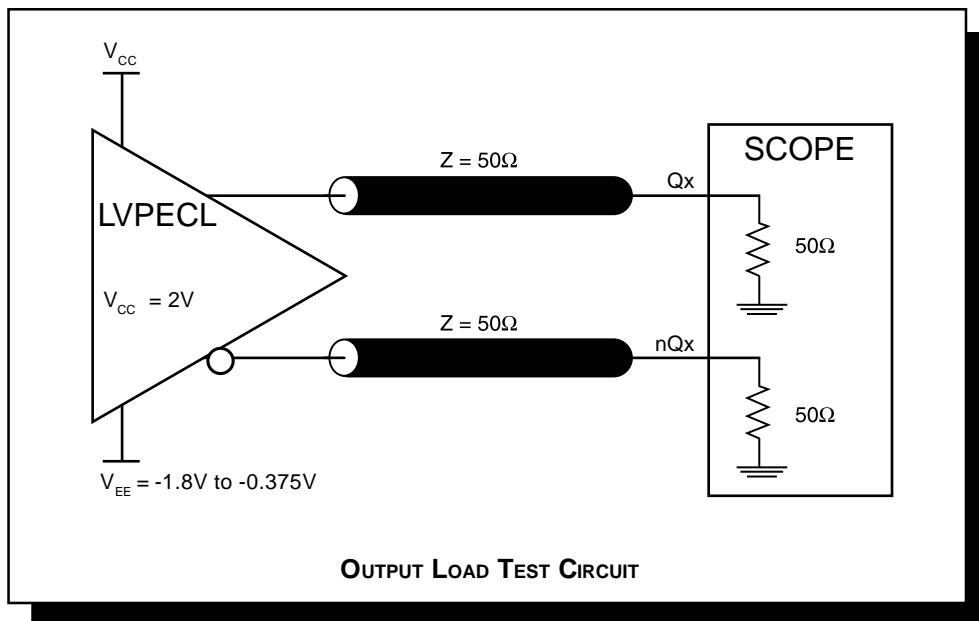 VCC
SCOPE
Z = 50Ω
Qx
LVPECL
50Ω
VCC = 2V
Z = 50Ω
nQx
50Ω
VEE = -1.8V to -0.375V
OUTPUT LOAD TEST CIRCUIT